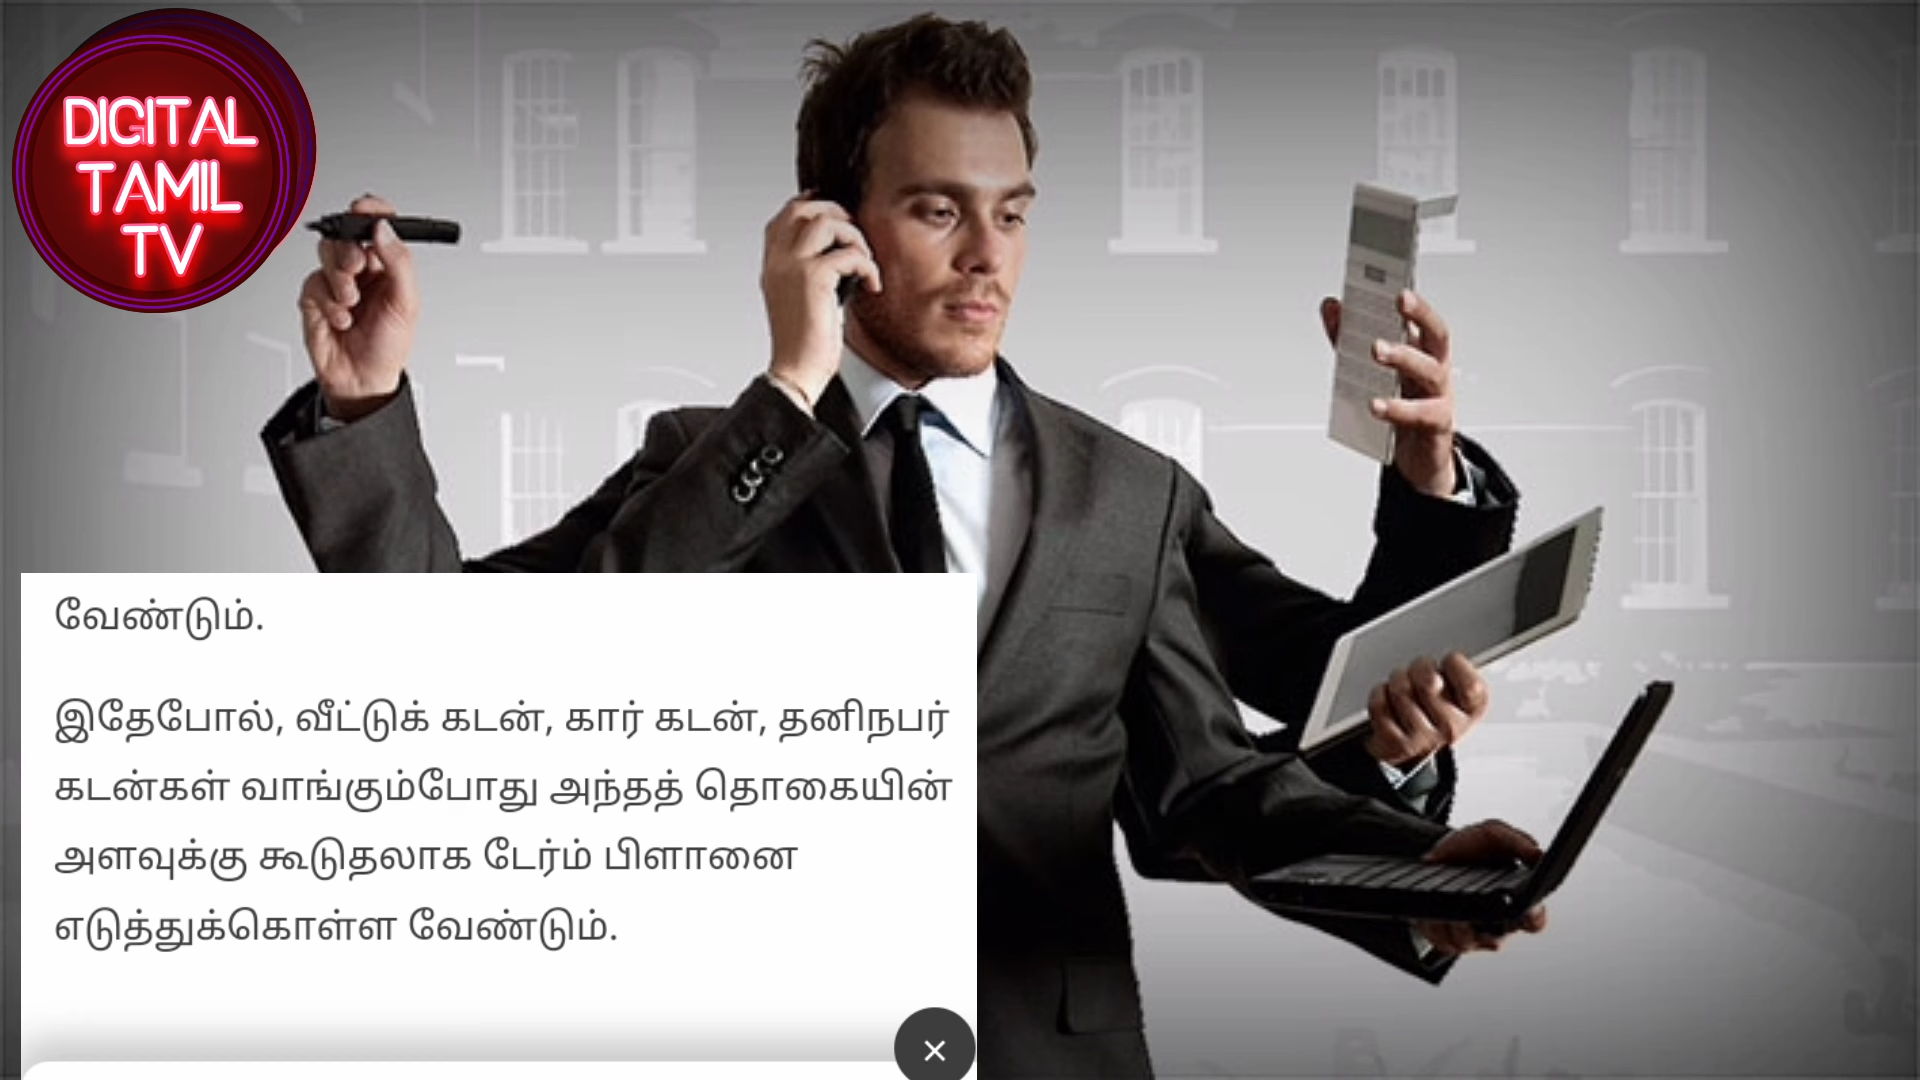 DIGITAL
TAMIL
TV
வேண்டும்.
இதேபோல், வீட்டுக் கடன், கார் கடன், தனிநபர்
கடன்கள் வாங்கும்போது அந்தத் தொகையின்
அளவுக்கு கூடுதலாக டேர்ம் பிளானை
எடுத்துக்கொள்ள வேண்டும்.